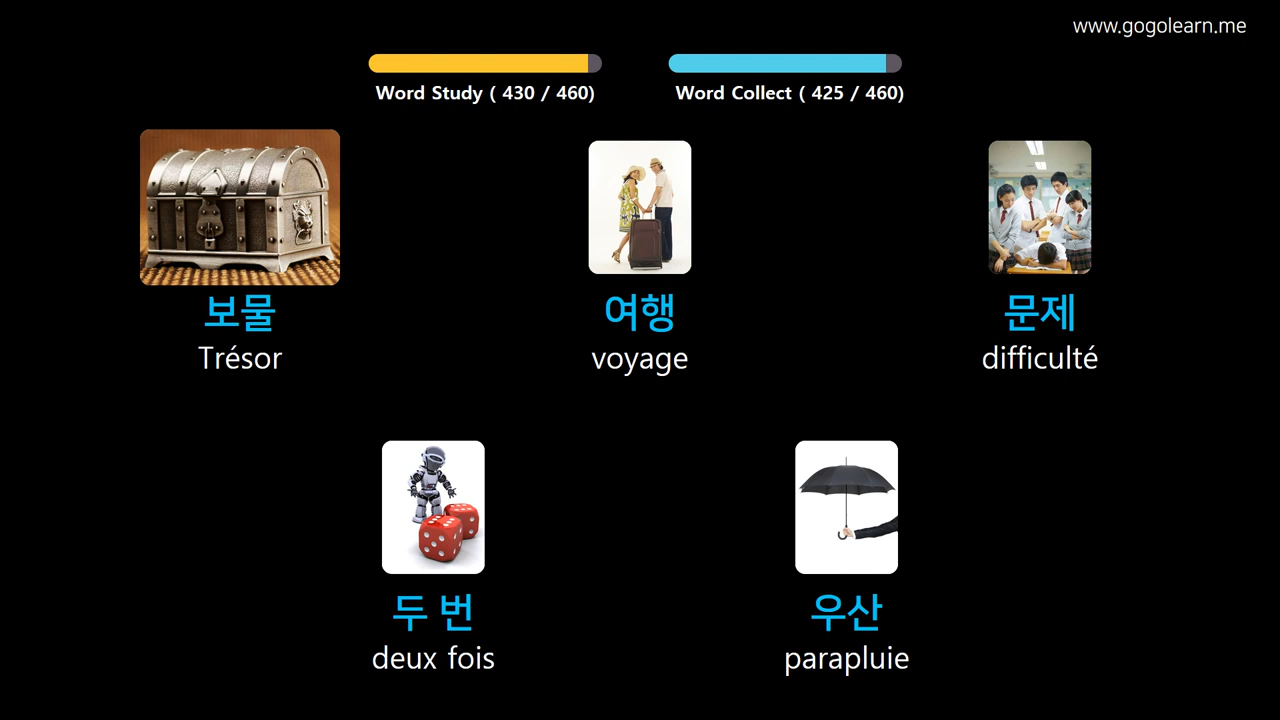 www.gogolearn.me
Word Study ( 430 / 460)
Word Collect ( 425 / 460)
보물
Trésor
여행
voyage
문제
difficulté
두 번
deux fois
우산
parapluie